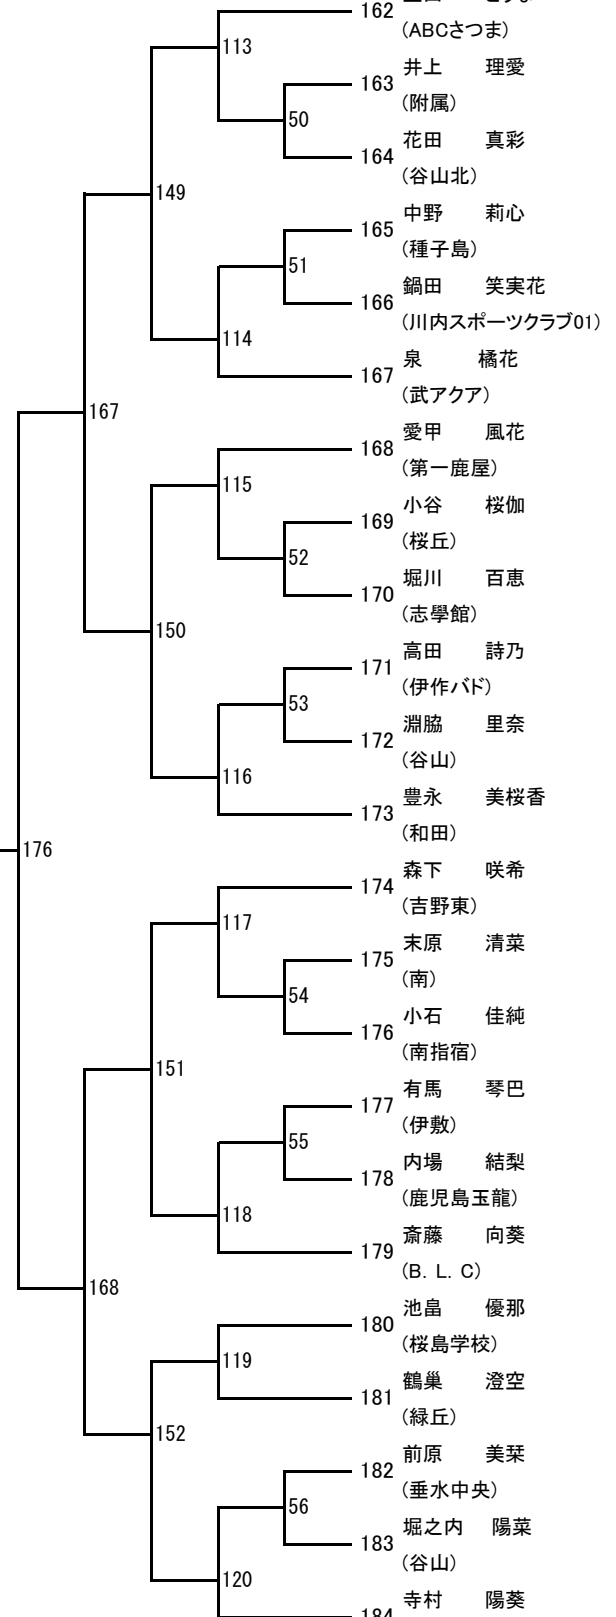 162
(ABCさつま)
113
163 井上 理愛
(附属)
50
164 花田 真彩
(谷山北)
149
165 中野 莉心
(種子島)
51
166 鍋田 笑実花
(川内スポーツクラブ01)
114
167 泉 橘花
(武アクア)
167
168 愛甲 風花
(第一鹿屋)
115
169 小谷 桜伽
(桜丘)
52
170 堀川 百恵
(志學館)
150
171 高田 詩乃
(伊作バド)
53
172 淵脇 里奈
(谷山)
116
173 豊永 美桜香
(和田)
176
174 森下 咲希
(吉野東)
117
175 末原 清菜
(南)
54
176 小石 佳純
(南指宿)
151
177 有馬 琴巴
(伊敷)
55
178 内場 結梨
(鹿児島玉龍)
118
179 斎藤 向葵
(B. L. C)
168
180 池畠 優那
(桜島学校)
119
181 鶴巣 澄空
(緑丘)
152
182 前原 美栞
(垂水中央)
56
183 堀之内 陽菜
(谷山)
120
184 寺村 陽葵